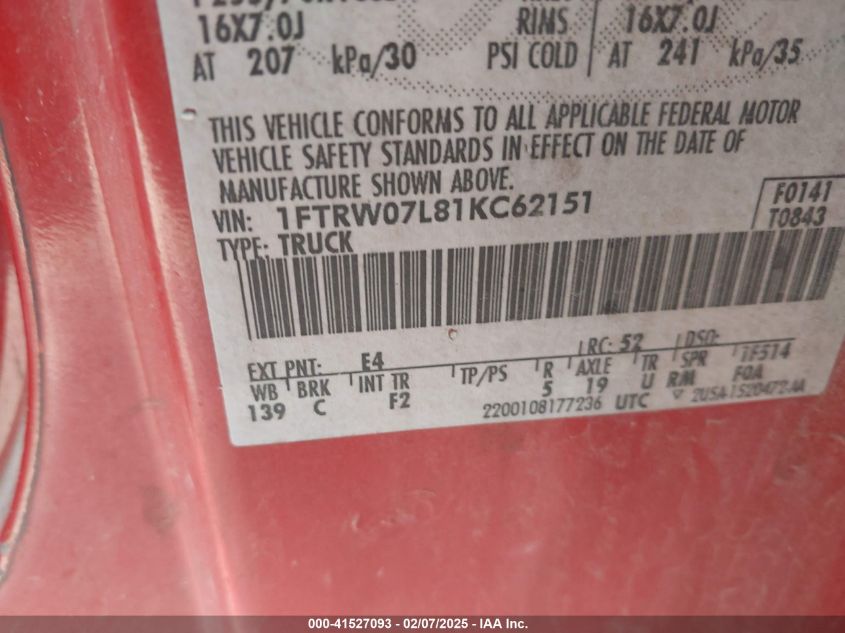 16X7.0J RIMS 16X7.0J
AT 207 kPa/30 PSI COLD AT 241 kPa/35
THIS VEHICLE CONFORMS TO ALL APPLICABLE FEDERAL MOTOR
VEHICLE SAFETY STANDARDS IN EFFECT ON THE DATE OF
MANUFACTURE SHOWN ABOVE.
VIN: 1FTRW07L81KC62151
F0141
TYPE: TRUCK
T0843
EXT PNT: E4 RC: 52 DSO:
WB BRK INT TR TP/PS R AXLE TR SPR 1F514
139 C F2 5 19 U RM F0A
2200108177236 UTC
000-41527093 - 02/07/2025 - IAA Inc.